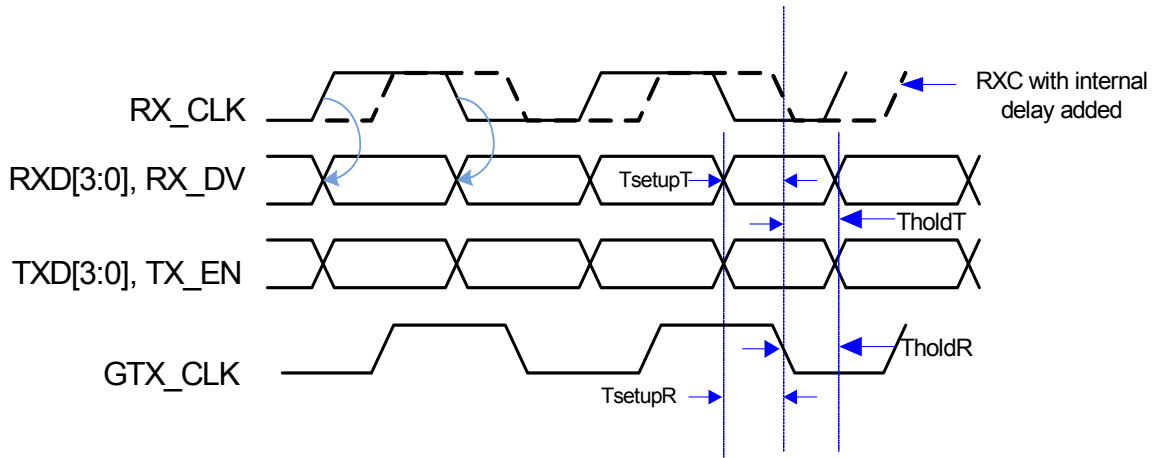 RX_CLK
RXC with internal
delay added
RXD[3:0], RX_DV
TsetupT
TholdT
TXD[3:0], TX_EN
GTX_CLK
TholdR
TsetupR